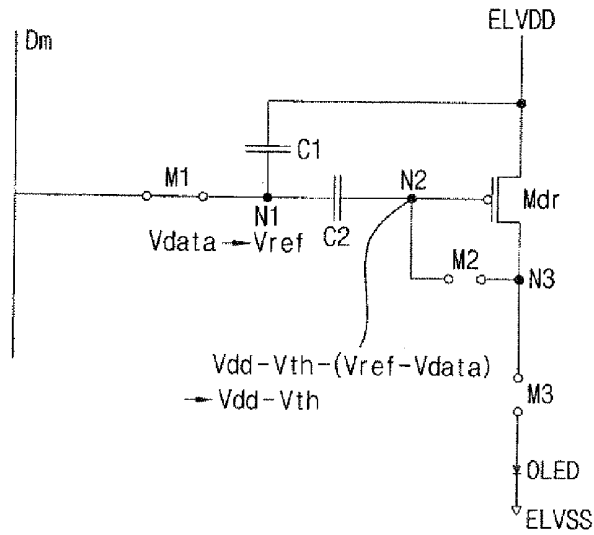 ELVDD
Dm
C1
M1
N1
C2
N2
Mdr
Vdata→Vref
M2
N3
Vdd-Vth-(Vref-Vdata)
→Vdd-Vth
M3
OLED
ELVSS